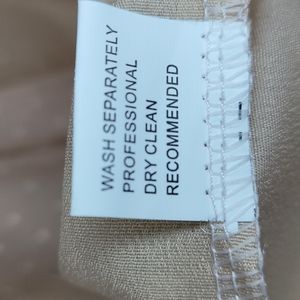 WASH SEPARATELY
PROFESSIONAL
DRY CLEAN
RECOMMENDED